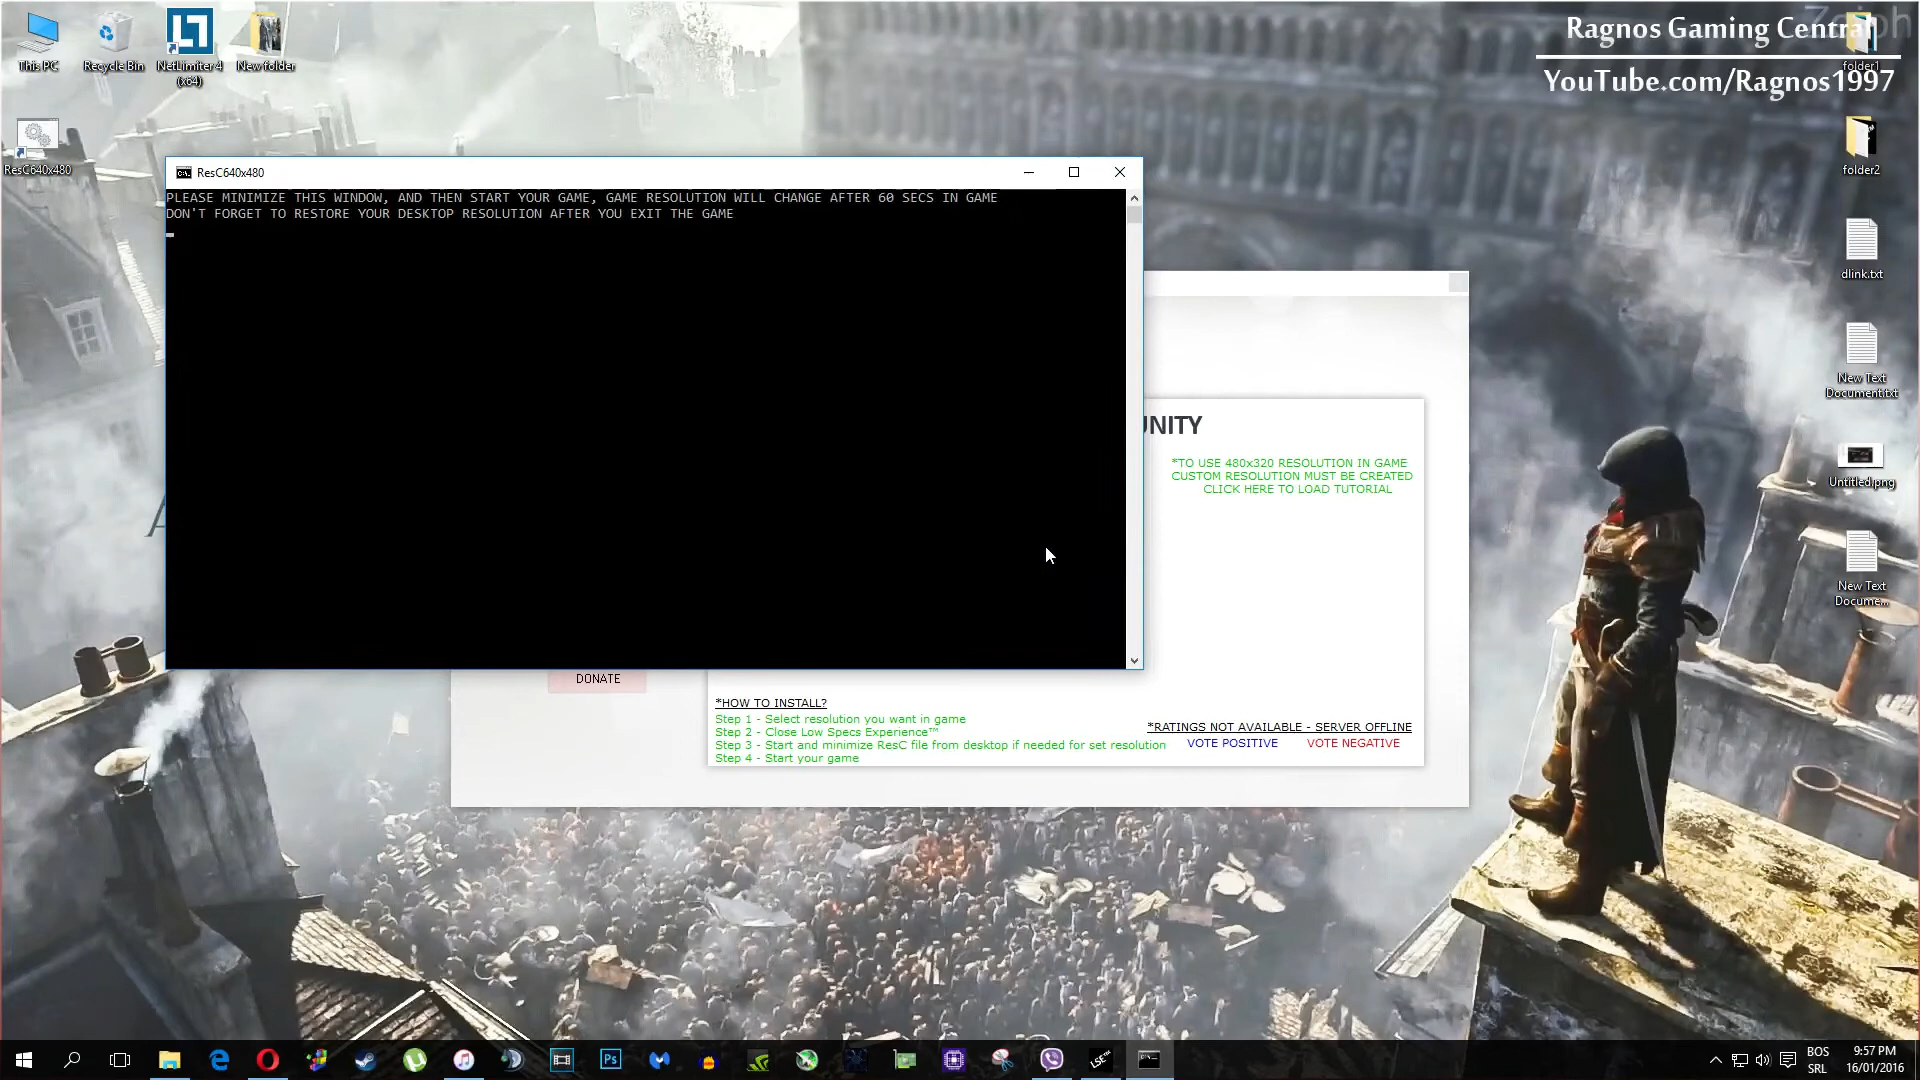 Ragnos Gaming Central
YouTube.com/Ragnos1997
This PC
Recycle Bin
NetLimiter 4
(x64)
New folder
ResC640x480
folder1
folder2
dlink.txt
New Text
Document.txt
Untitled.png
New Text
Docume...
ResC640x480
PLEASE MINIMIZE THIS WINDOW, AND THEN START YOUR GAME, GAME RESOLUTION WILL CHANGE AFTER 60 SECS IN GAME
DON'T FORGET TO RESTORE YOUR DESKTOP RESOLUTION AFTER YOU EXIT THE GAME
UNITY
*TO USE 480x320 RESOLUTION IN GAME
CUSTOM RESOLUTION MUST BE CREATED
CLICK HERE TO LOAD TUTORIAL
DONATE
*HOW TO INSTALL?
Step 1 - Select resolution you want in game
Step 2 - Close Low Specs Experience™
Step 3 - Start and minimize ResC file from desktop if needed for set resolution
Step 4 - Start your game
*RATINGS NOT AVAILABLE - SERVER OFFLINE
VOTE POSITIVE VOTE NEGATIVE
Ps
LSE
BOS
SRL
9:57 PM
16/01/2016